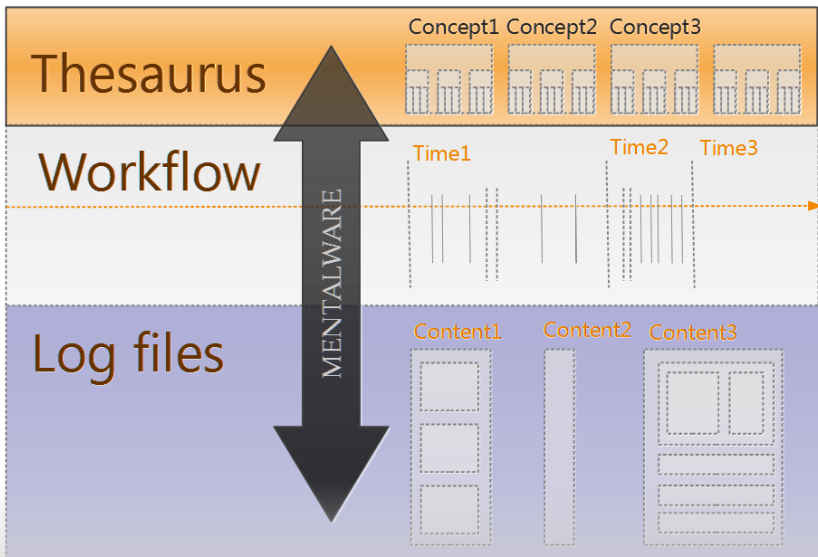 Thesaurus
Concept1 Concept2 Concept3
Workflow
Time1 Time2 Time3
MENTALWARE
Log files
Content1 Content2 Content3